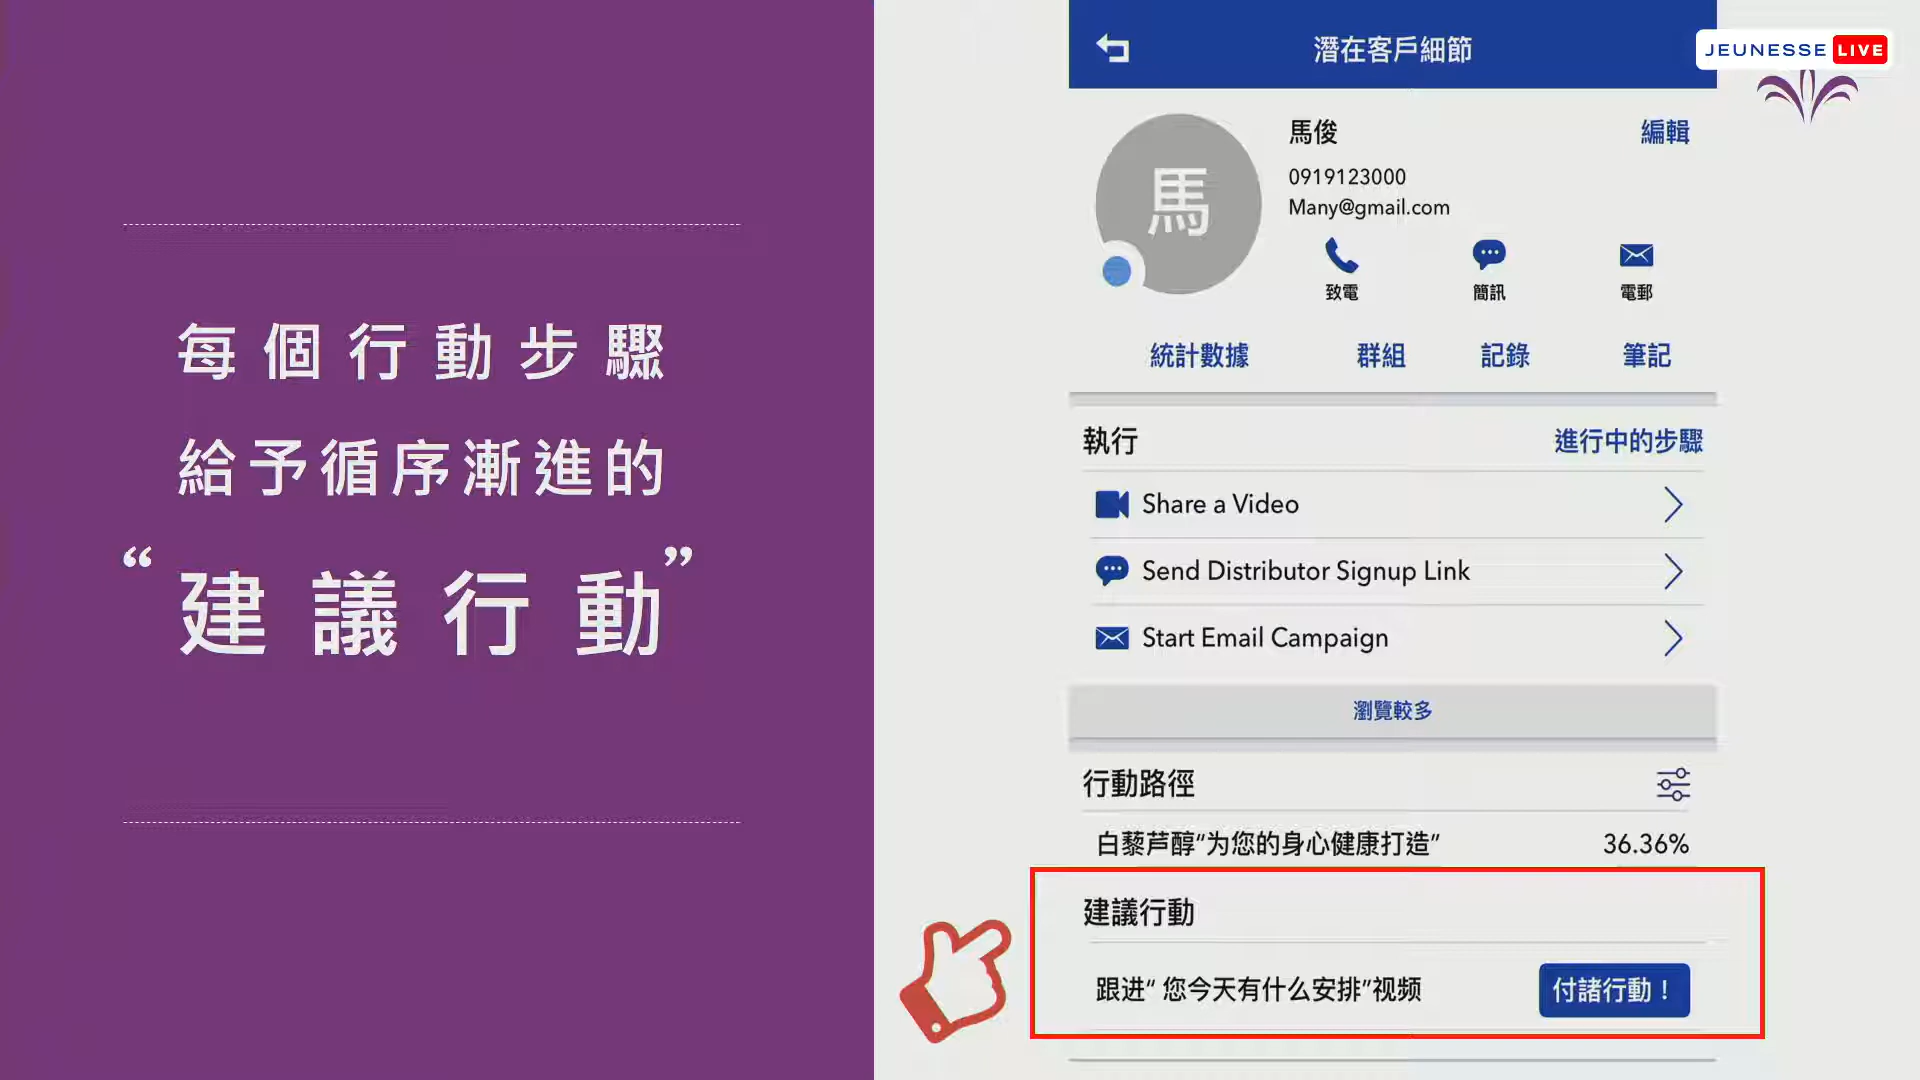 每個行動步驟
給予循序漸進的
“建議行動”
潛在客戶細節
JEUNESSE LIVE
馬
馬俊
編輯
0919123000
Many@gmail.com
致電
簡訊
電郵
統計數據
群組
記錄
筆記
執行
進行中的步驟
Share a Video
Send Distributor Signup Link
Start Email Campaign
瀏覽較多
行動路徑
白藜芦醇“为您的身心健康打造” 36.36%
建議行動
跟进“ 您今天有什么安排”视频
付諸行動！